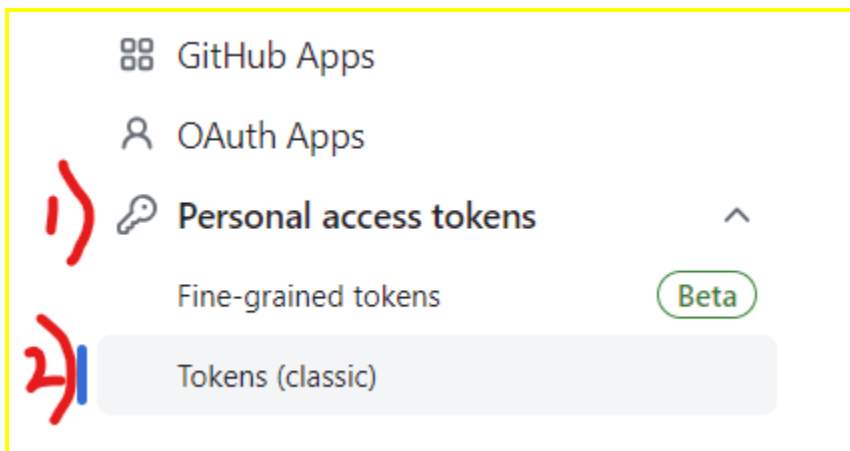 GitHub Apps
OAuth Apps
1) Personal access tokens
Fine-grained tokens Beta
2) Tokens (classic)